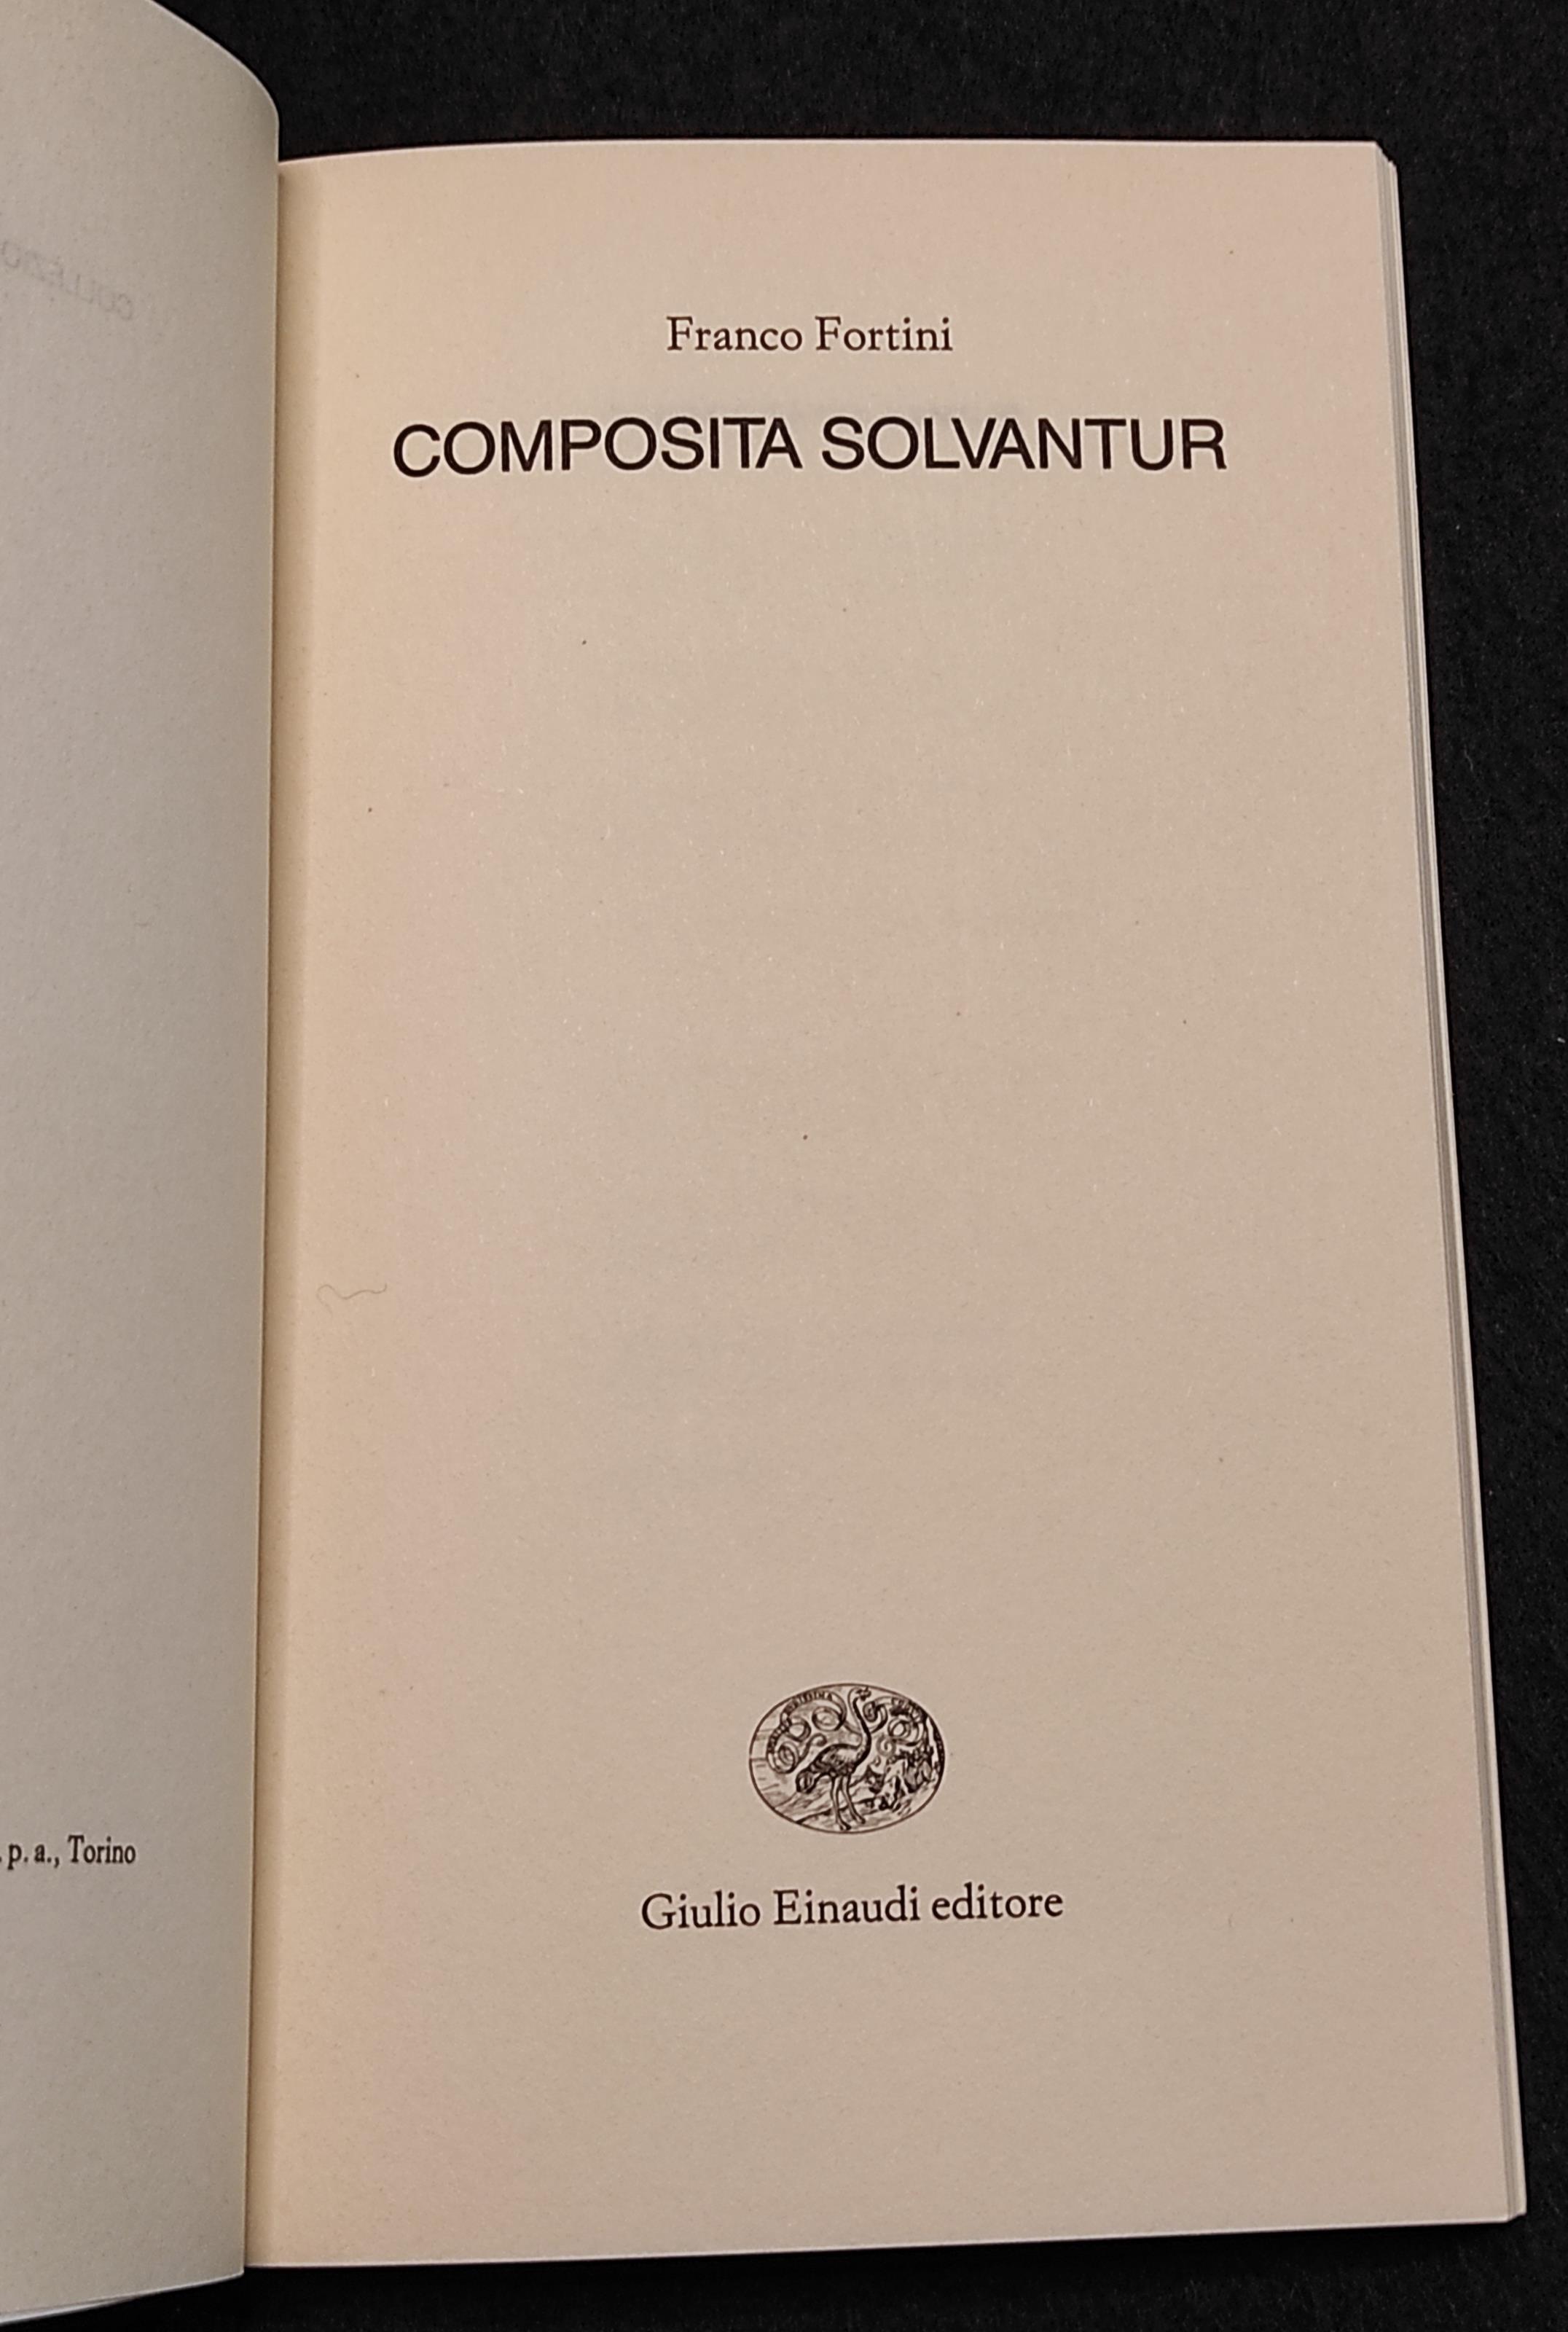 . p. a., Torino
Franco Fortini
COMPOSITA SOLVANTUR
Giulio Einaudi editore